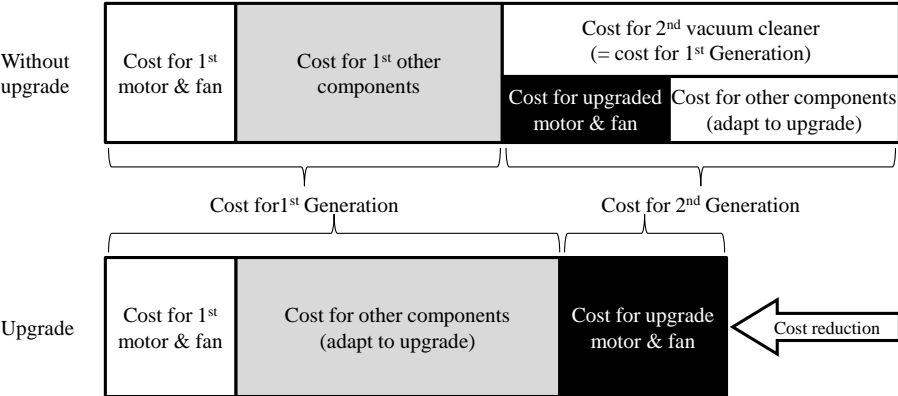 Without
upgrade
Cost for 1st
motor & fan
Cost for 1st other
components
Cost for 2nd vacuum cleaner
(= cost for 1st Generation)
Cost for upgraded
motor & fan
Cost for other components
(adapt to upgrade)
Cost for1st Generation
Cost for 2nd Generation
Upgrade
Cost for 1st
motor & fan
Cost for other components
(adapt to upgrade)
Cost for upgrade
motor & fan
Cost reduction